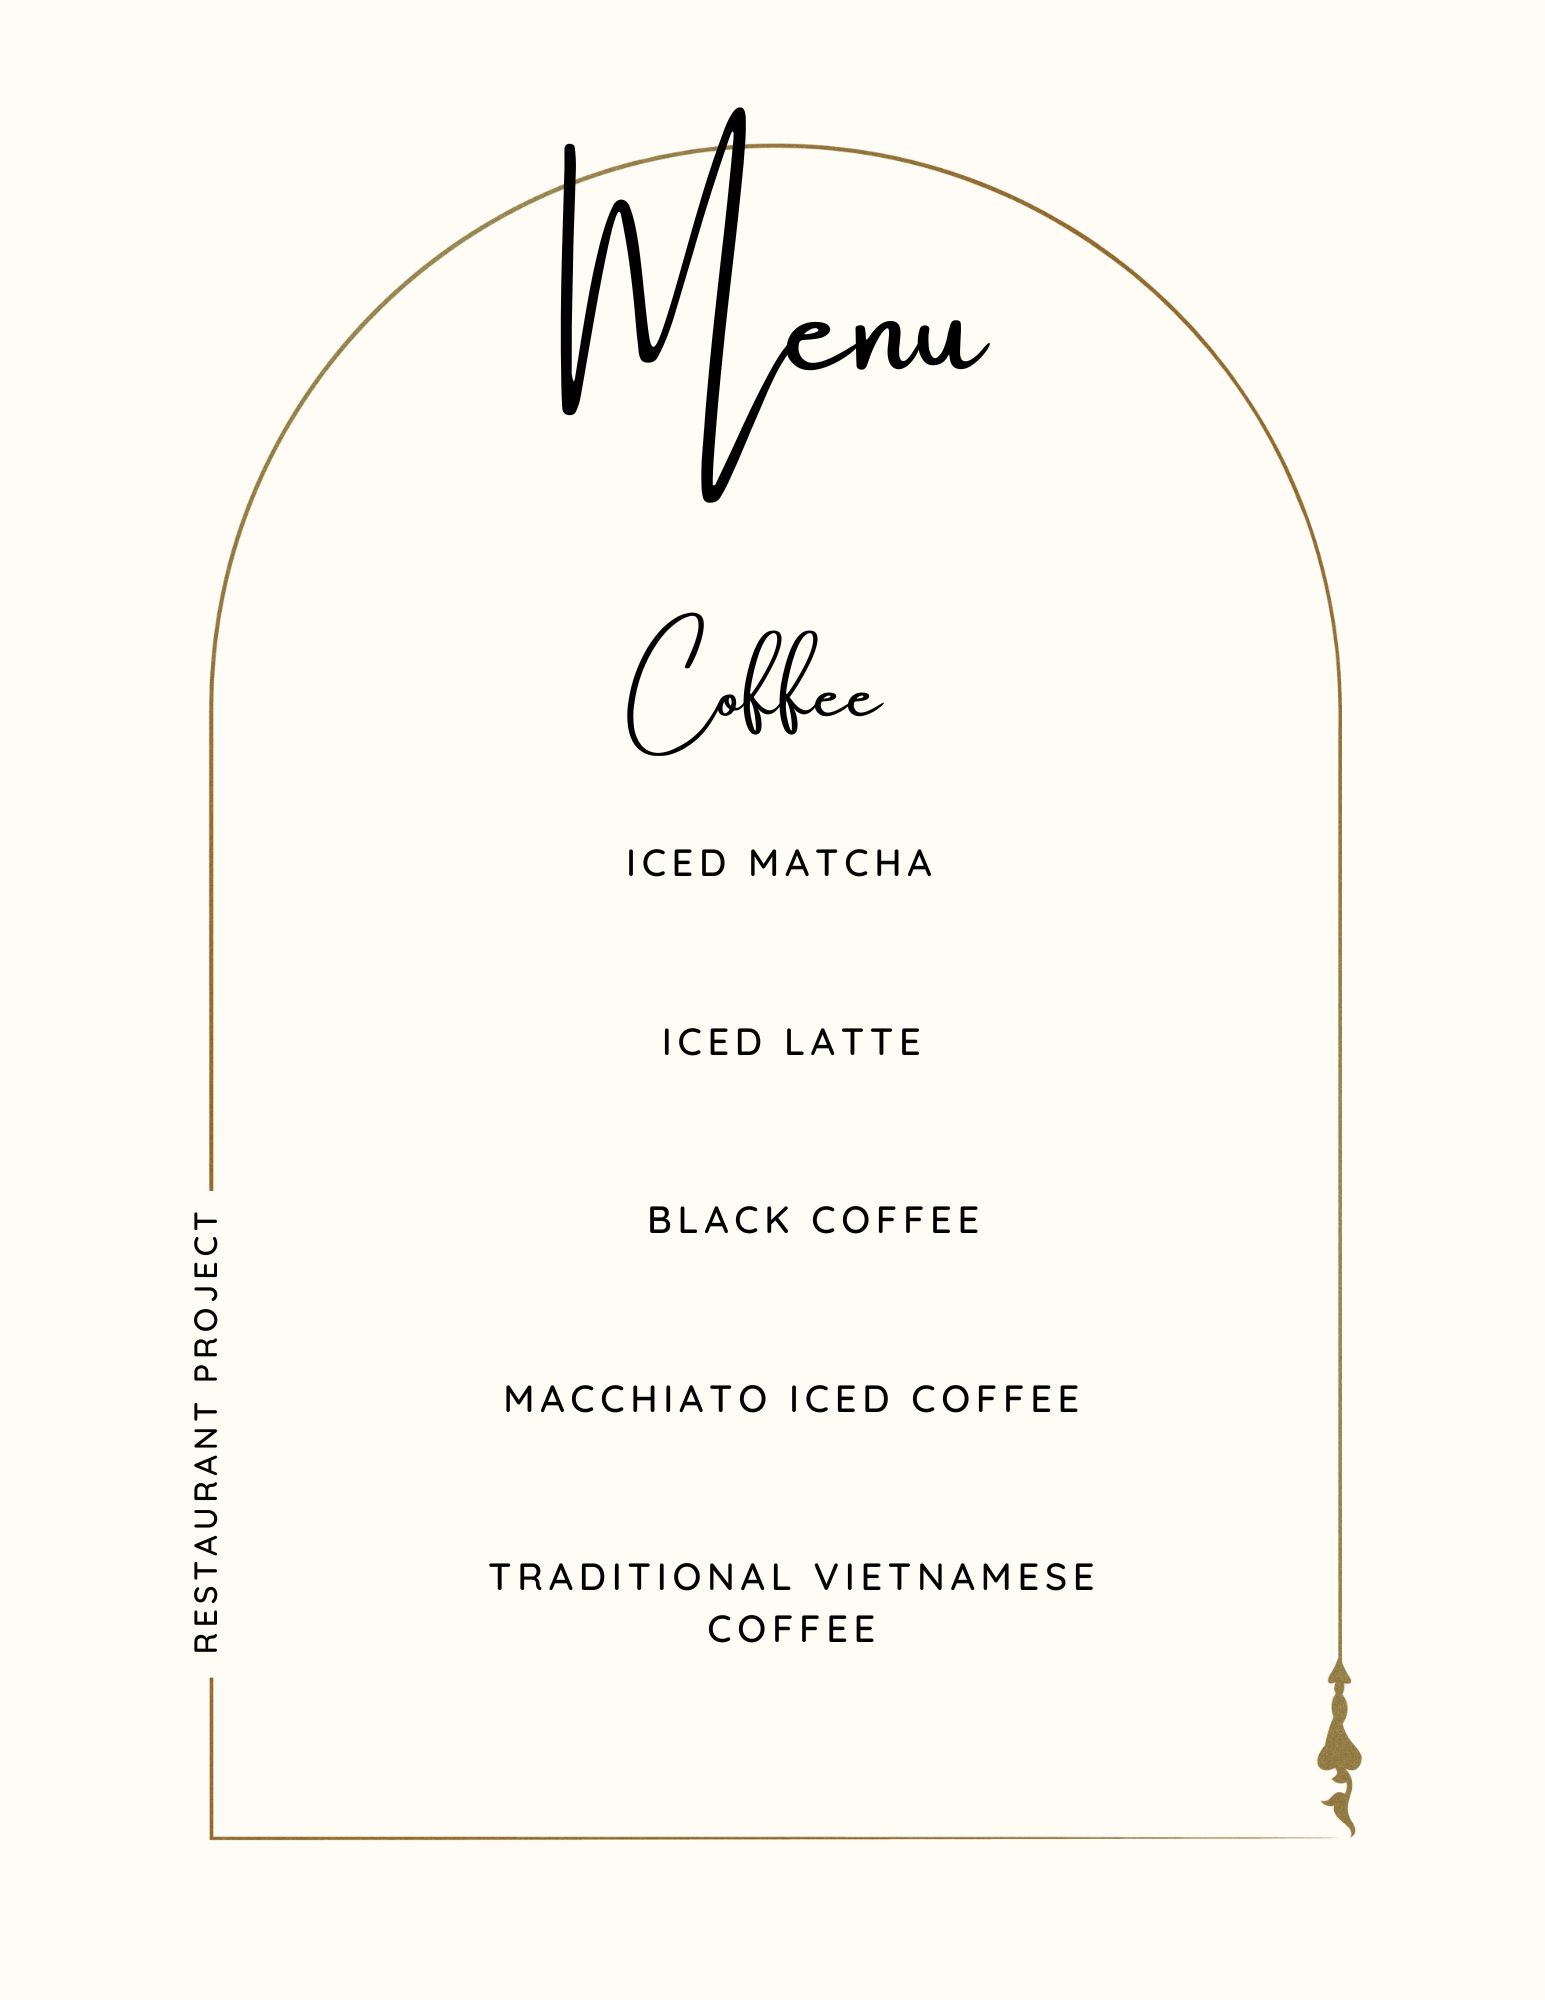 Menu
Coffee
ICED MATCHA
ICED LATTE
BLACK COFFEE
MACCHIATO ICED COFFEE
TRADITIONAL VIETNAMESE
COFFEE
RESTAURANT PROJECT